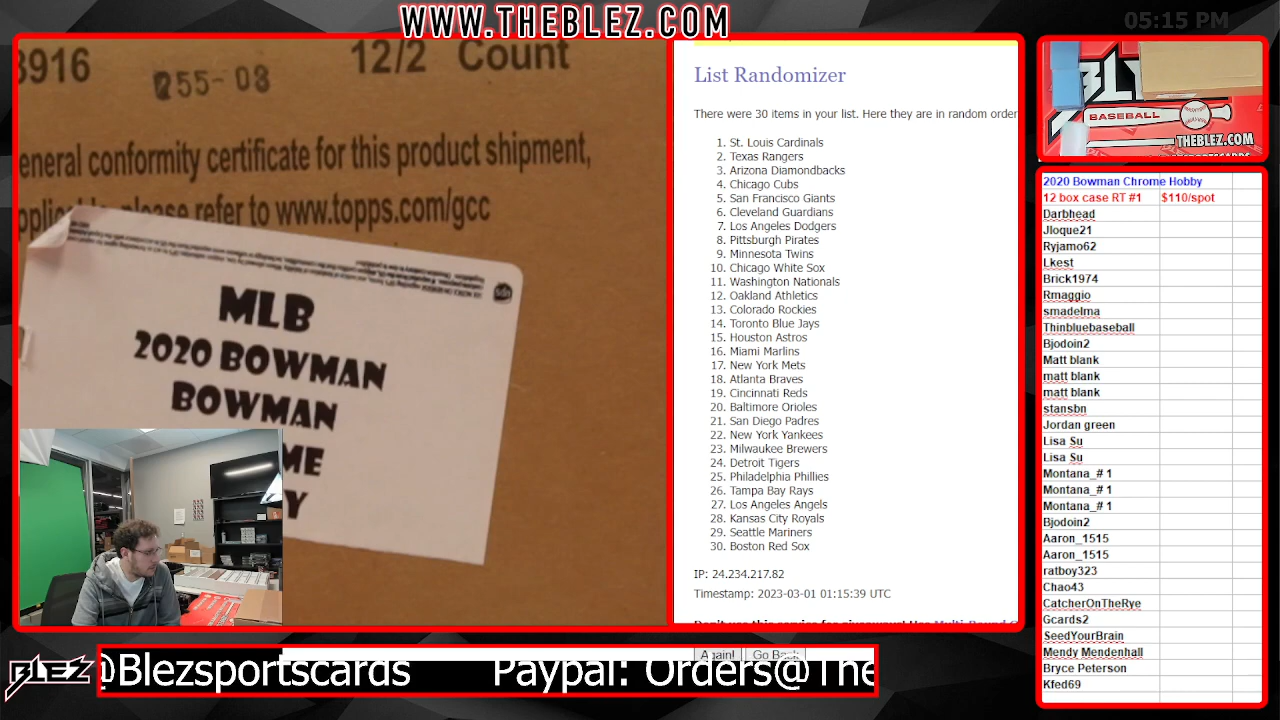 WWW.THEBLEZ.COM
05:15 PM
3916
255-03
12/2 Count
eneral conformity certificate for this product shipment,
please refer to www.topps.com/gcc
MLB
2020 BOWMAN
BOWMAN
ME
Y
List Randomizer
There were 30 items in your list. Here they are in random order
1. St. Louis Cardinals
2. Texas Rangers
3. Arizona Diamondbacks
4. Chicago Cubs
5. San Francisco Giants
6. Cleveland Guardians
7. Los Angeles Dodgers
8. Pittsburgh Pirates
9. Minnesota Twins
10. Chicago White Sox
11. Washington Nationals
12. Oakland Athletics
13. Colorado Rockies
14. Toronto Blue Jays
15. Houston Astros
16. Miami Marlins
17. New York Mets
18. Atlanta Braves
19. Cincinnati Reds
20. Baltimore Orioles
21. San Diego Padres
22. New York Yankees
23. Milwaukee Brewers
24. Detroit Tigers
25. Philadelphia Phillies
26. Tampa Bay Rays
27. Los Angeles Angels
28. Kansas City Royals
29. Seattle Mariners
30. Boston Red Sox
IP: 24.234.217.82
Timestamp: 2023-03-01 01:15:39 UTC
Again! Go Back
BASEBALL
THEBLEZ.COM
2020 Bowman Chrome Hobby
12 box case RT #1 $110/spot
Darbhead
Jloque21
Ryjamo62
Lkest
Brick1974
Rmaggio
smadelma
Thinbluebaseball
Bjodoin2
Matt blank
matt blank
matt blank
stansbn
Jordan green
Lisa Su
Lisa Su
Montana_# 1
Montana_# 1
Montana_# 1
Bjodoin2
Aaron_1515
Aaron_1515
ratboy323
Chao43
CatcherOnTheRye
Gcards2
SeedYourBrain
Mendy Mendenhall
Bryce Peterson
Kfed69
BLEZ
@Blezsportscards Paypal: Orders@The